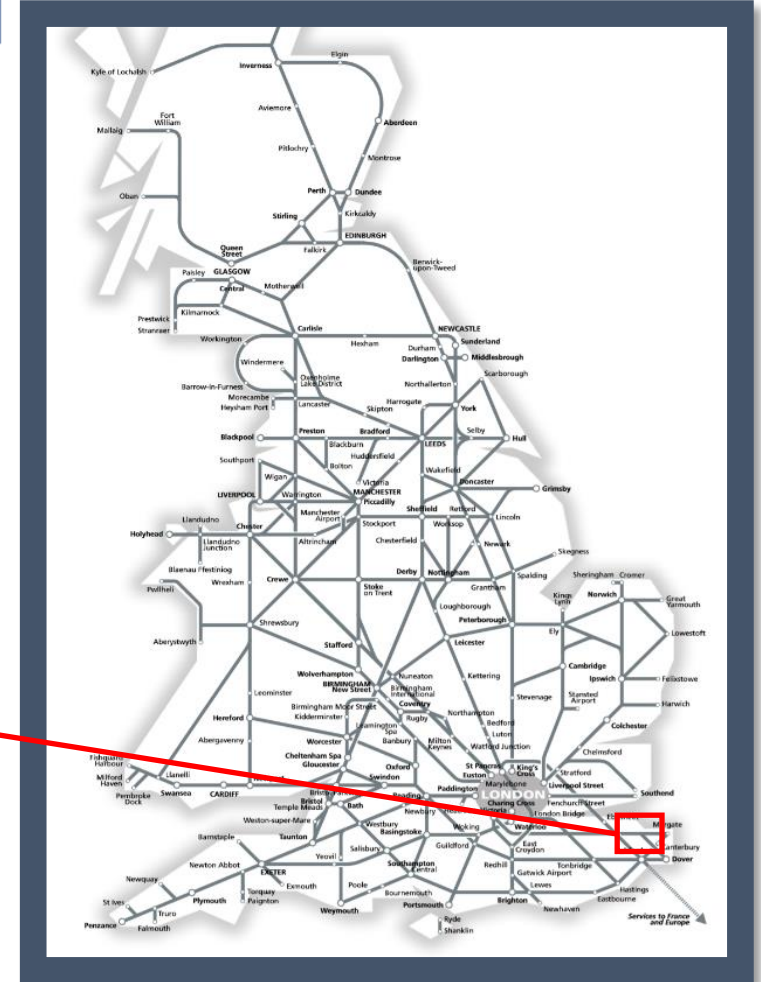 Elgin
Inverness
Kyle of Lochalsh
Aviemore
Fort
William
Aberdeen
Mallaig
Pitlochry
Montrose
Perth
Dundee
Oban
Kirkcaldy
Stirling
EDINBURGH
Queen
Street
Falkirk
Berwick-
upon-Tweed
Paisley
GLASGOW
Central
Motherwell
Kilmarnock
Prestwick
Stranraer
Carlisle
NEWCASTLE
Workington
Hexham
Sunderland
Durham
Darlington
Middlesbrough
Windermere
Scarborough
Oxenholme
Lake District
Barrow-in-Furness
Northallerton
Morecambe
Heysham Port
Lancaster
Harrogate
Skipton
York
Blackpool
Preston
Bradford
Selby
Blackburn
LEEDS
Hull
Huddersfield
Southport
Bolton
Wakefield
Wigan
Victoria
Doncaster
MANCHESTER
Piccadilly
Grimsby
LIVERPOOL
Warrington
Manchester
Airport
Sheffield
Retford
Llandudno
Stockport
Worksop
Lincoln
Holyhead
Chester
Llandudno
Junction
Altrincham
Chesterfield
Newark
Skegness
Blaenau Ffestiniog
Derby
Nottingham
Sheringham
Cromer
Wrexham
Crewe
Stoke
on Trent
Grantham
Spalding
Pwllheli
Kings
Lynn
Norwich
Great
Yarmouth
Loughborough
Shrewsbury
Peterborough
Aberystwyth
Stafford
Leicester
Ely
Lowestoft
Wolverhampton
Nuneaton
Cambridge
BIRMINGHAM
New Street
Birmingham
International
Kettering
Ipswich
Felixstowe
Leominster
Stevenage
Stansted
Airport
Birmingham Moor Street
Coventry
Harwich
Hereford
Kidderminster
Rugby
Northampton
Leamington
Spa
Bedford
Colchester
Abergavenny
Worcester
Banbury
Milton
Keynes
Luton
Cheltenham Spa
Watford Junction
Chelmsford
Fishguard
Harbour
Gloucester
Oxford
St Pancras
King's
Cross
Euston
Stratford
Milford
Haven
Llanelli
Swindon
Marylebone
Liverpool Street
Pembroke
Dock
Swansea
CARDIFF
Paddington
LONDON
Southend
Bristol
Temple Meads
Bath
Reading
Charing Cross
Fenchurch Street
Newbury
Victoria
London Bridge
Weston-super-Mare
Westbury
Woking
Waterloo
Margate
Barnstaple
Taunton
Basingstoke
East
Croydon
Canterbury
Salisbury
Guildford
Yeovil
Redhill
Tonbridge
Dover
Newton Abbot
EXETER
Southampton
Central
Gatwick Airport
Newquay
Exmouth
Poole
Lewes
Hastings
Torquay
Paignton
Bournemouth
Eastbourne
St Ives
Plymouth
Portsmouth
Brighton
Newhaven
Truro
Weymouth
Services to France
and Europe
Penzance
Falmouth
Ryde
Shanklin